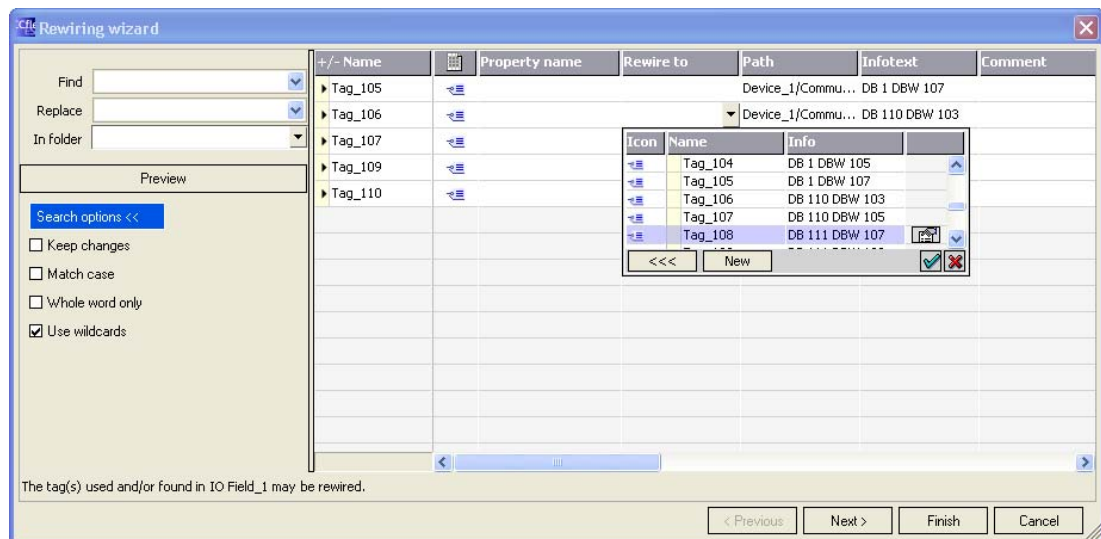 Rewiring wizard
+/- Name Property name Rewire to Path Infotext Comment
Find
Replace
In folder
Preview
Search options <<
Keep changes
Match case
Whole word only
Use wildcards
Tag_105 Device_1/Commu... DB 1 DBW 107
Tag_106 Device_1/Commu... DB 110 DBW 103
Tag_107
Tag_109
Tag_110
Icon Name Info
Tag_104 DB 1 DBW 105
Tag_105 DB 1 DBW 107
Tag_106 DB 110 DBW 103
Tag_107 DB 110 DBW 105
Tag_108 DB 111 DBW 107
<<< New
The tag(s) used and/or found in IO Field_1 may be rewired.
< Previous Next > Finish Cancel